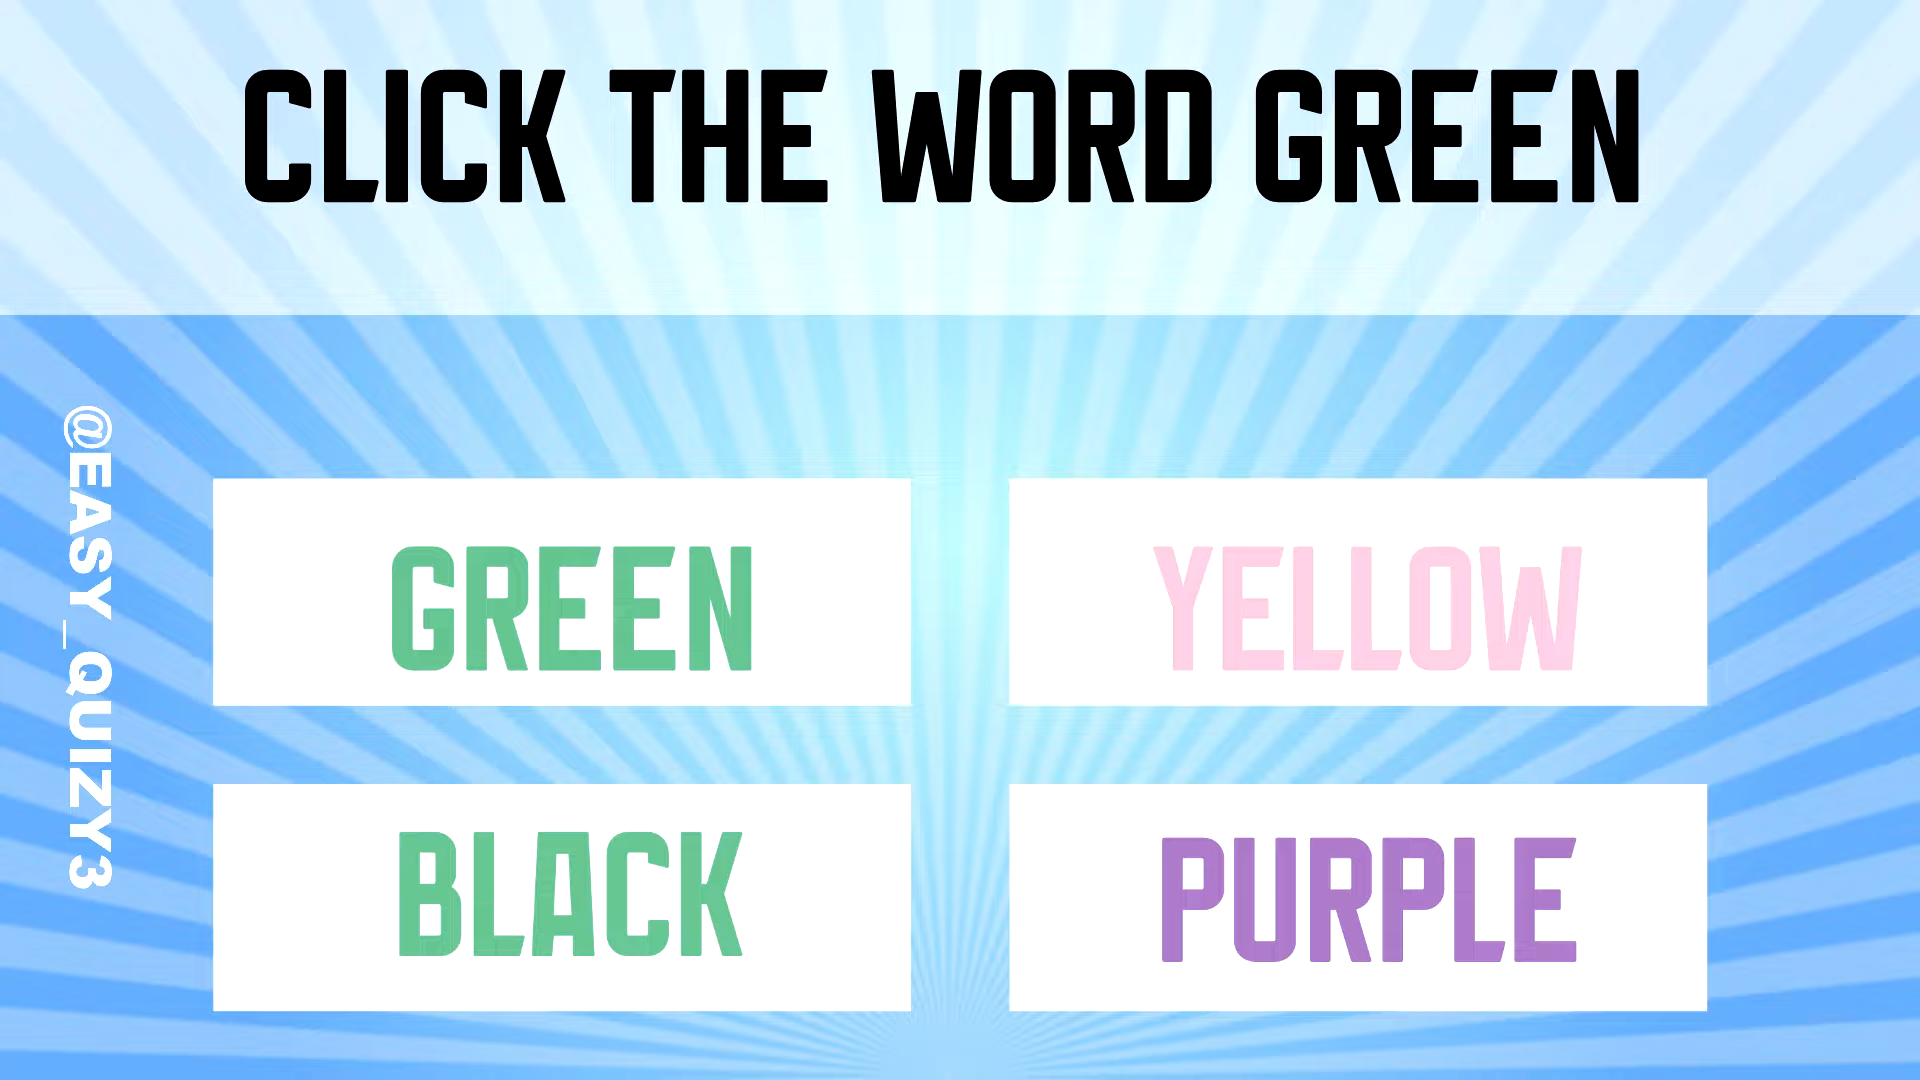 CLICK THE WORD GREEN
@EASY_QUIZY3
GREEN
YELLOW
BLACK
PURPLE